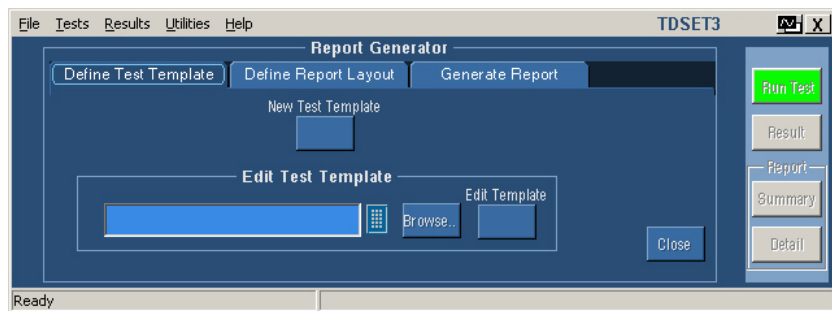 File Tests Results Utilities Help TDSET3 X
Report Generator
Define Test Template Define Report Layout Generate Report
New Test Template
Edit Test Template
Edit Template
Browse..
Close
Run Test
Result
Report
Summary
Detail
Ready